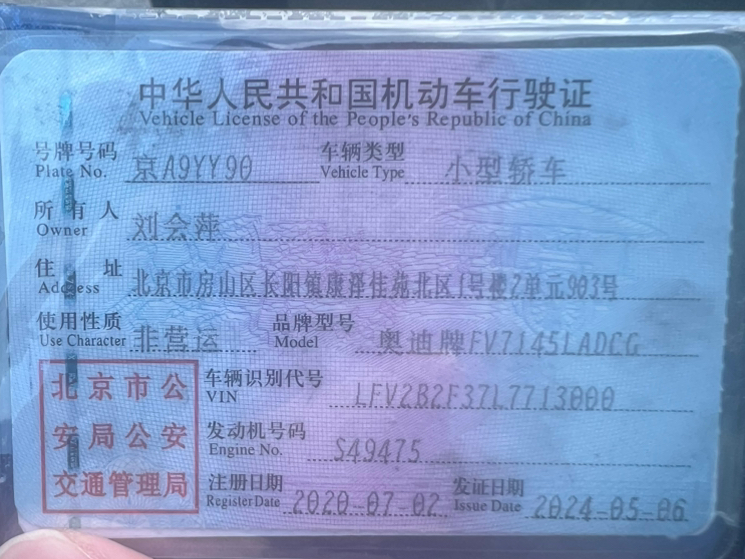 中华人民共和国机动车行驶证
Vehicle License of the People's Republic of China
号牌号码 京A9YY90 车辆类型 小型轿车
Plate No. Vehicle Type
所有人 刘会萍
Owner
住址 北京市房山区长阳镇康泽佳苑北区1号楼2单元903号
Address
使用性质 非营运 品牌型号 奥迪牌FV7145LADCG
Use Character Model
北京市公
安局公安
交通管理局
车辆识别代号 LFV2B2F37L7713000
VIN
发动机号码 S49475
Engine No.
注册日期 2020-07-02 发证日期 2024-05-06
Register Date Issue Date